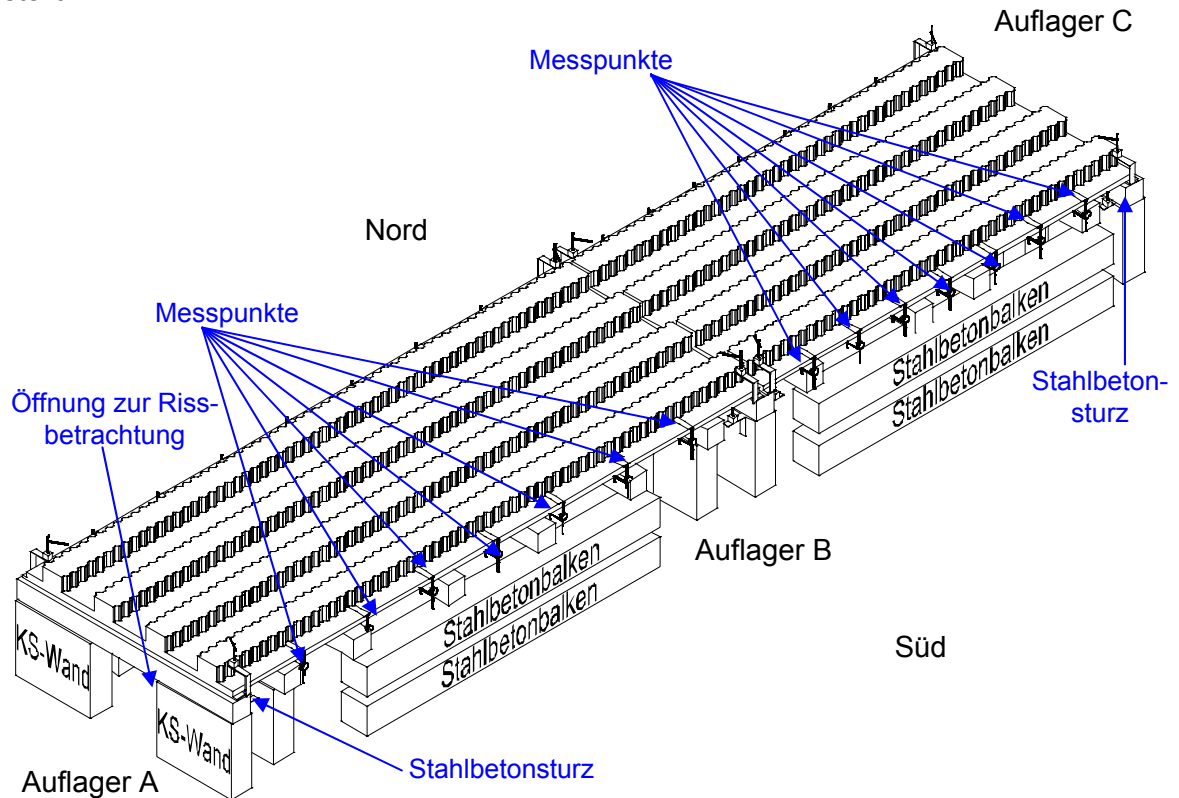 Auflager C
Messpunkte
Nord
Messpunkte
Stahlbetonbalken
Stahlbetonbalken
Stahlbeton-
sturz
Öffnung zur Riss-
betrachtung
Auflager B
Stahlbetonbalken
Stahlbetonbalken
Süd
KS-Wand
KS-Wand
Stahlbetonsturz
Auflager A